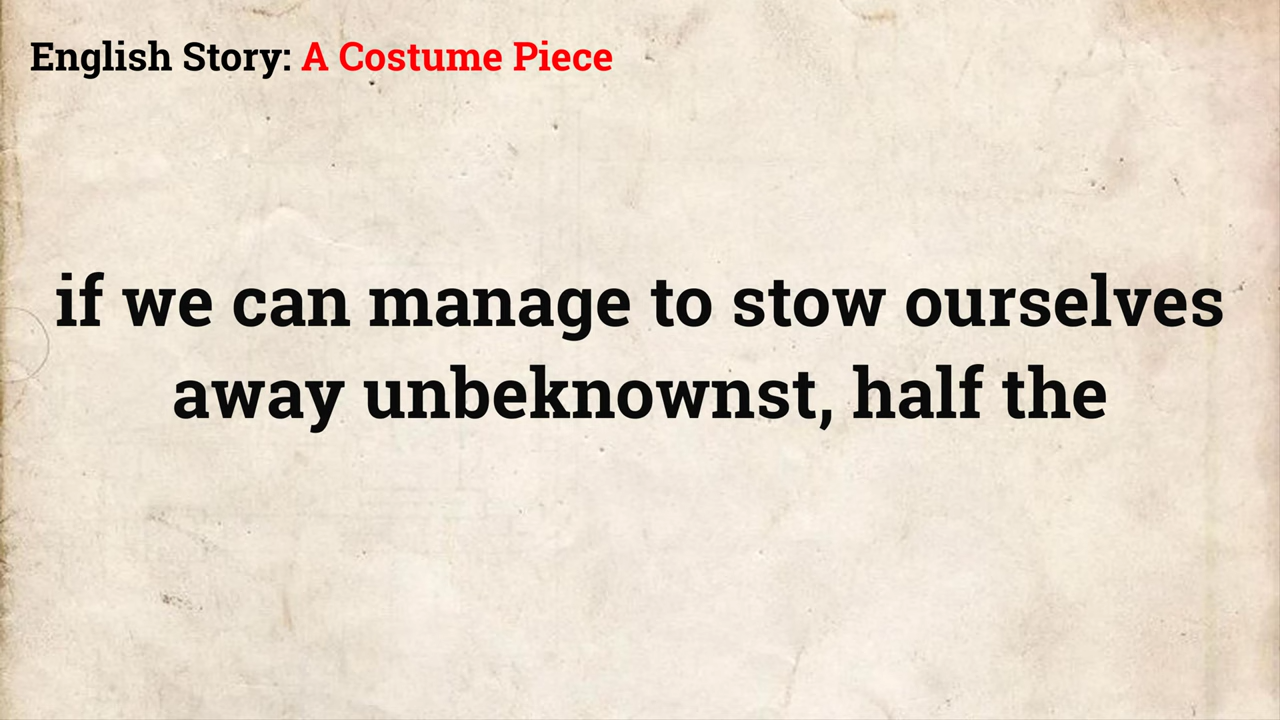 English Story: A Costume Piece
if we can manage to stow ourselves
away unbeknownst, half the